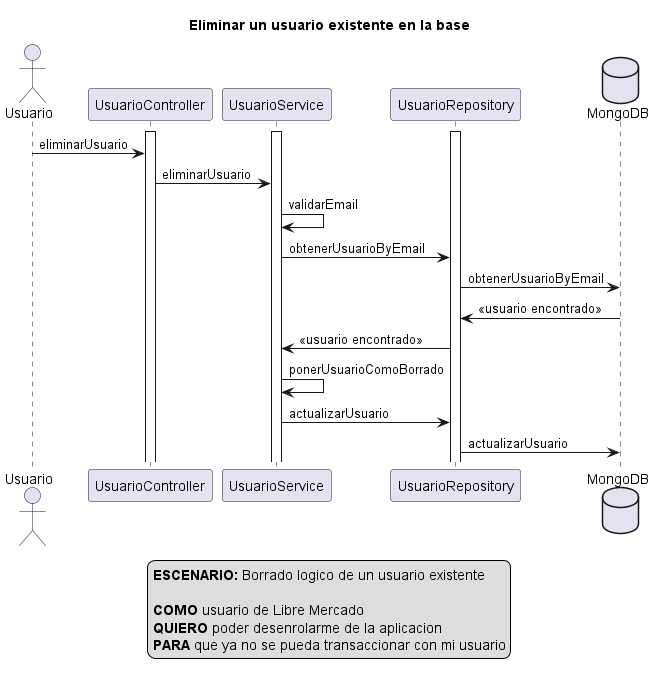 Eliminar un usuario existente en la base
Usuario
UsuarioController
UsuarioService
UsuarioRepository
MongoDB
eliminarUsuario
eliminarUsuario
validarEmail
obtenerUsuarioByEmail
obtenerUsuarioByEmail
«usuario encontrado»
«usuario encontrado»
ponerUsuarioComoBorrado
actualizarUsuario
actualizarUsuario
Usuario
UsuarioController
UsuarioService
UsuarioRepository
MongoDB
ESCENARIO: Borrado logico de un usuario existente
COMO usuario de Libre Mercado
QUIERO poder desenrolarme de la aplicacion
PARA que ya no se pueda transaccionar con mi usuario